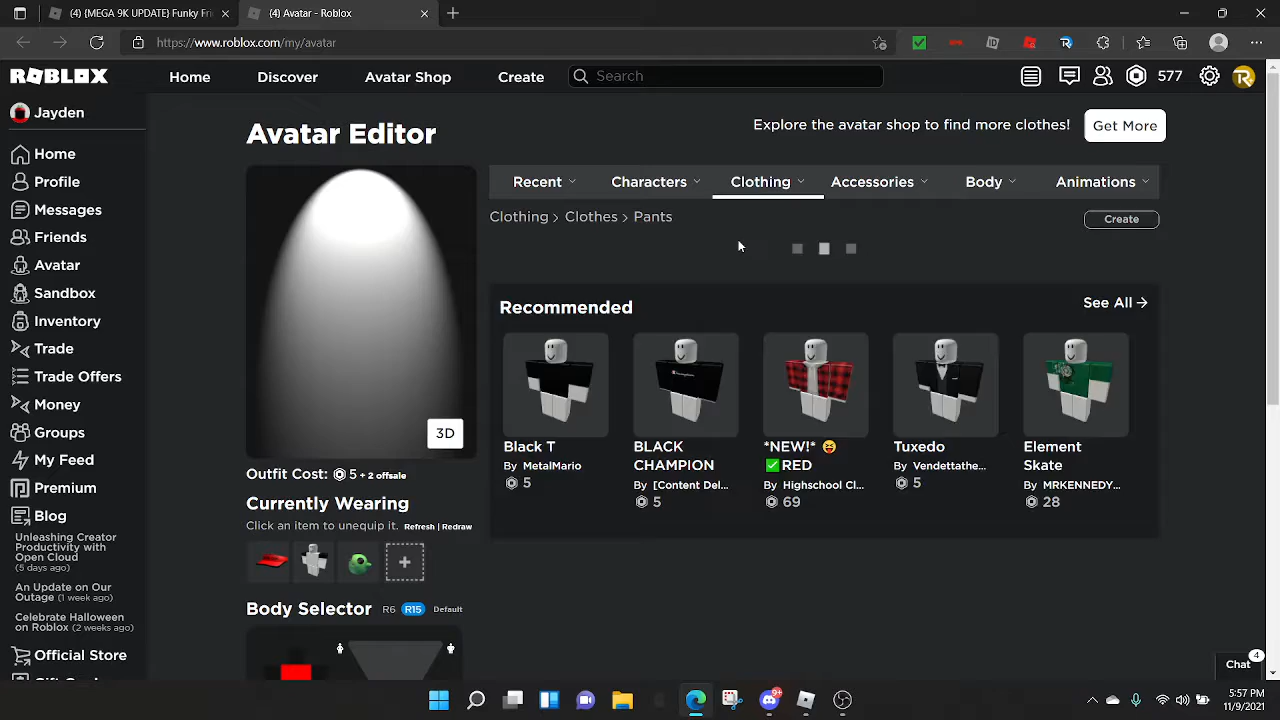 (4) [MEGA 9K UPDATE] Funky Fri
(4) Avatar - Roblox
https://www.roblox.com/my/avatar
ROBLOX
Home
Discover
Avatar Shop
Create
Search
577
Jayden
Home
Profile
Messages
Friends
Avatar
Sandbox
Inventory
Trade
Trade Offers
Money
Groups
My Feed
Premium
Blog
Unleashing Creator
Productivity with
Open Cloud
(5 days ago)
An Update on Our
Outage (1 week ago)
Celebrate Halloween
on Roblox (2 weeks ago)
Official Store
Avatar Editor
Explore the avatar shop to find more clothes!
Get More
Recent
Characters
Clothing
Accessories
Body
Animations
Clothing > Clothes > Pants
Create
3D
Outfit Cost: 5 + 2 offsale
Currently Wearing
Click an item to unequip it. Refresh | Redraw
Body Selector R6 R15 Default
Recommended
See All →
Black T
By MetalMario
5
BLACK
CHAMPION
By [Content Del...
5
*NEW!* 😝
✅RED
By Highschool Cl...
69
Tuxedo
By Vendettathe...
5
Element
Skate
By MRKENNEDY...
28
Chat
4
5:57 PM
11/9/2021